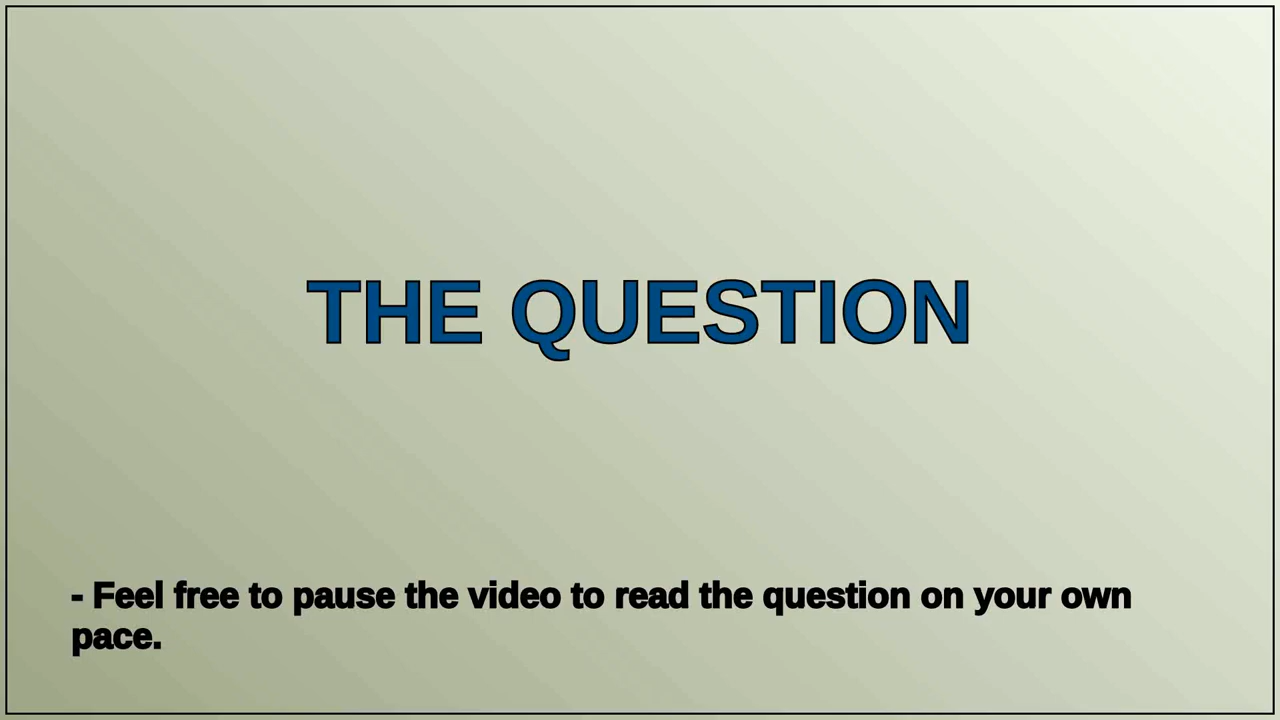 THE QUESTION
- Feel free to pause the video to read the question on your own
pace.